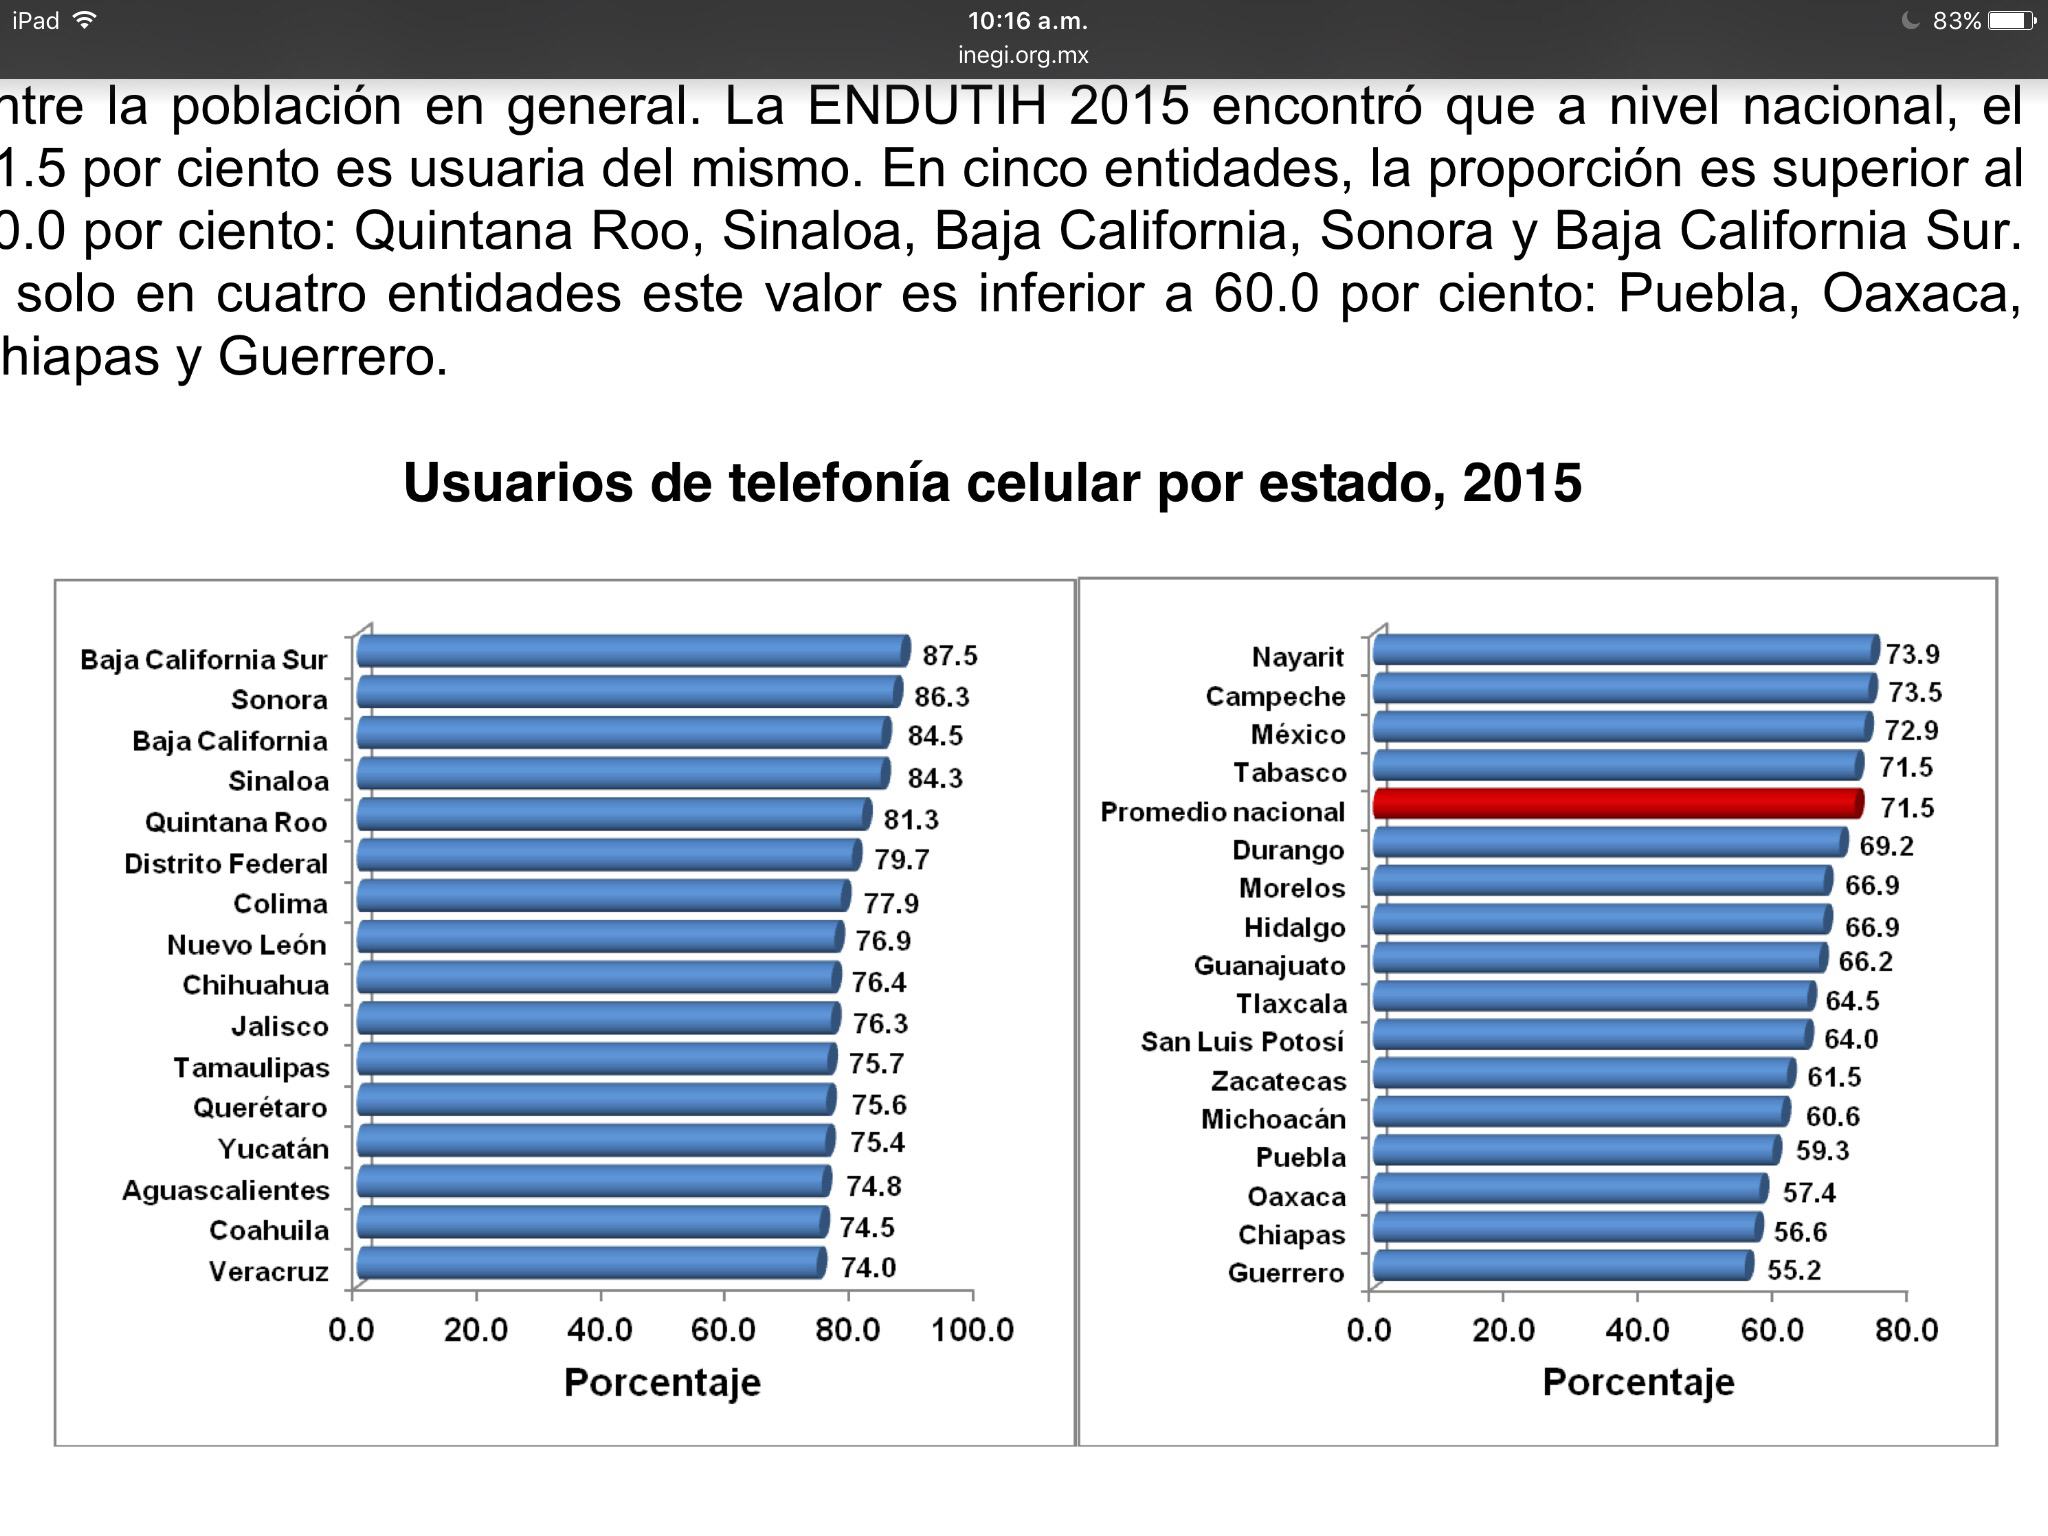 iPad
10:16 a.m.
83%
inegi.org.mx
ntre la población en general. La ENDUTIH 2015 encontró que a nivel nacional, el
1.5 por ciento es usuaria del mismo. En cinco entidades, la proporción es superior al
0.0 por ciento: Quintana Roo, Sinaloa, Baja California, Sonora y Baja California Sur.
solo en cuatro entidades este valor es inferior a 60.0 por ciento: Puebla, Oaxaca,
hiapas y Guerrero.
Usuarios de telefonía celular por estado, 2015
Baja California Sur 87.5
Sonora 86.3
Baja California 84.5
Sinaloa 84.3
Quintana Roo 81.3
Distrito Federal 79.7
Colima 77.9
Nuevo León 76.9
Chihuahua 76.4
Jalisco 76.3
Tamaulipas 75.7
Querétaro 75.6
Yucatán 75.4
Aguascalientes 74.8
Coahuila 74.5
Veracruz 74.0
0.0 20.0 40.0 60.0 80.0 100.0
Porcentaje
Nayarit 73.9
Campeche 73.5
México 72.9
Tabasco 71.5
Promedio nacional 71.5
Durango 69.2
Morelos 66.9
Hidalgo 66.9
Guanajuato 66.2
Tlaxcala 64.5
San Luis Potosí 64.0
Zacatecas 61.5
Michoacán 60.6
Puebla 59.3
Oaxaca 57.4
Chiapas 56.6
Guerrero 55.2
0.0 20.0 40.0 60.0 80.0
Porcentaje